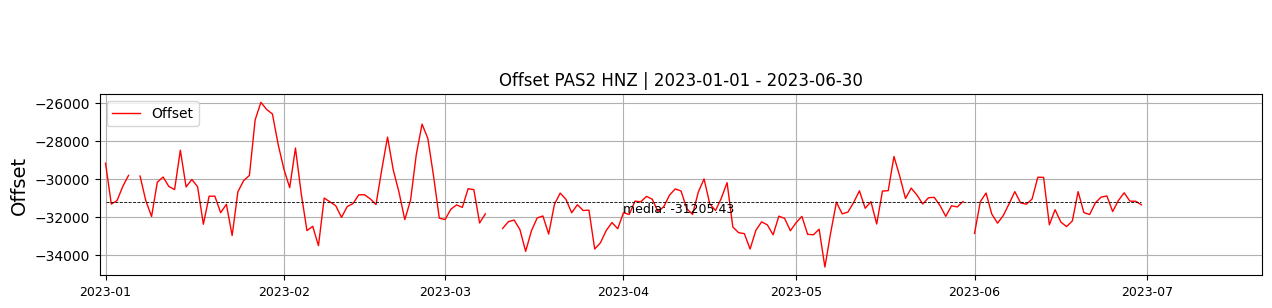 Offset PAS2 HNZ | 2023-01-01 - 2023-06-30
Offset
−26000
−28000
−30000
−32000
−34000
Offset
media: -31205.43
2023-01 2023-02 2023-03 2023-04 2023-05 2023-06 2023-07